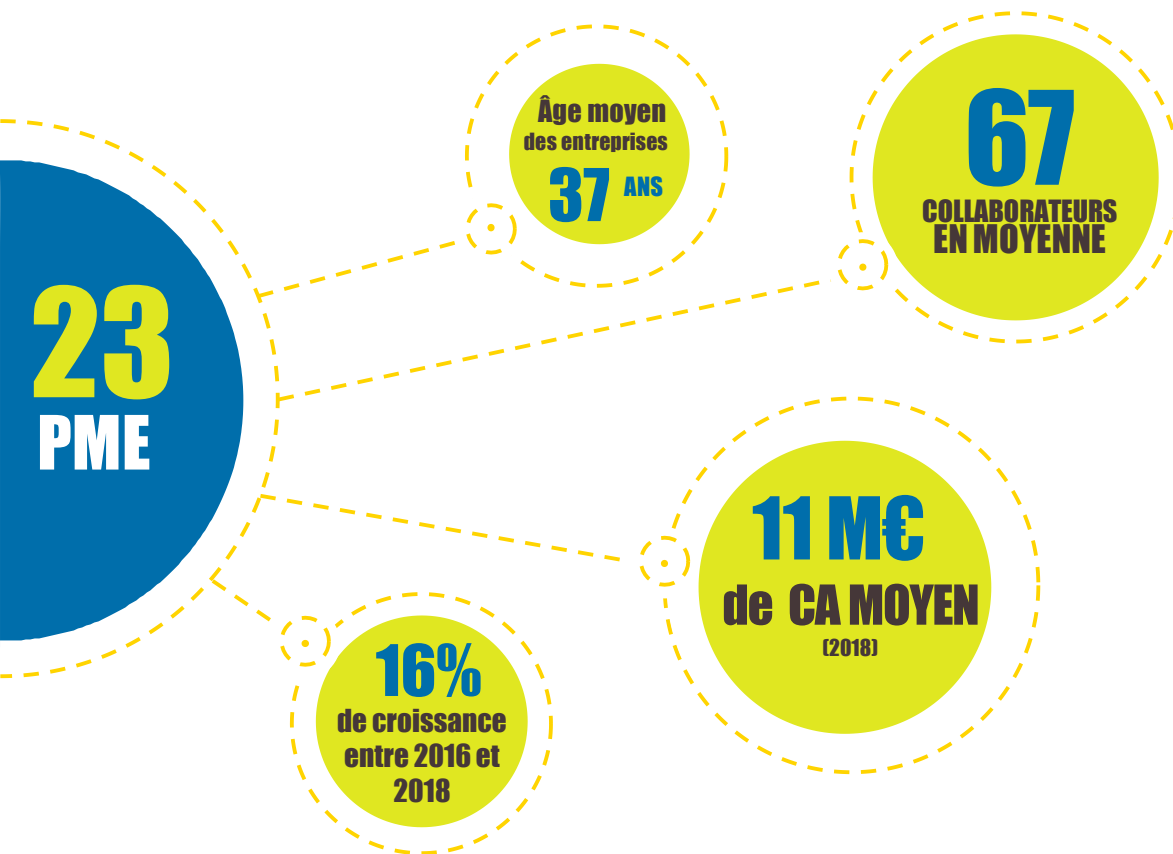 23
PME
Âge moyen
des entreprises
37 ANS
67
COLLABORATEURS
EN MOYENNE
11 M€
de CA MOYEN
(2018)
16%
de croissance
entre 2016 et
2018